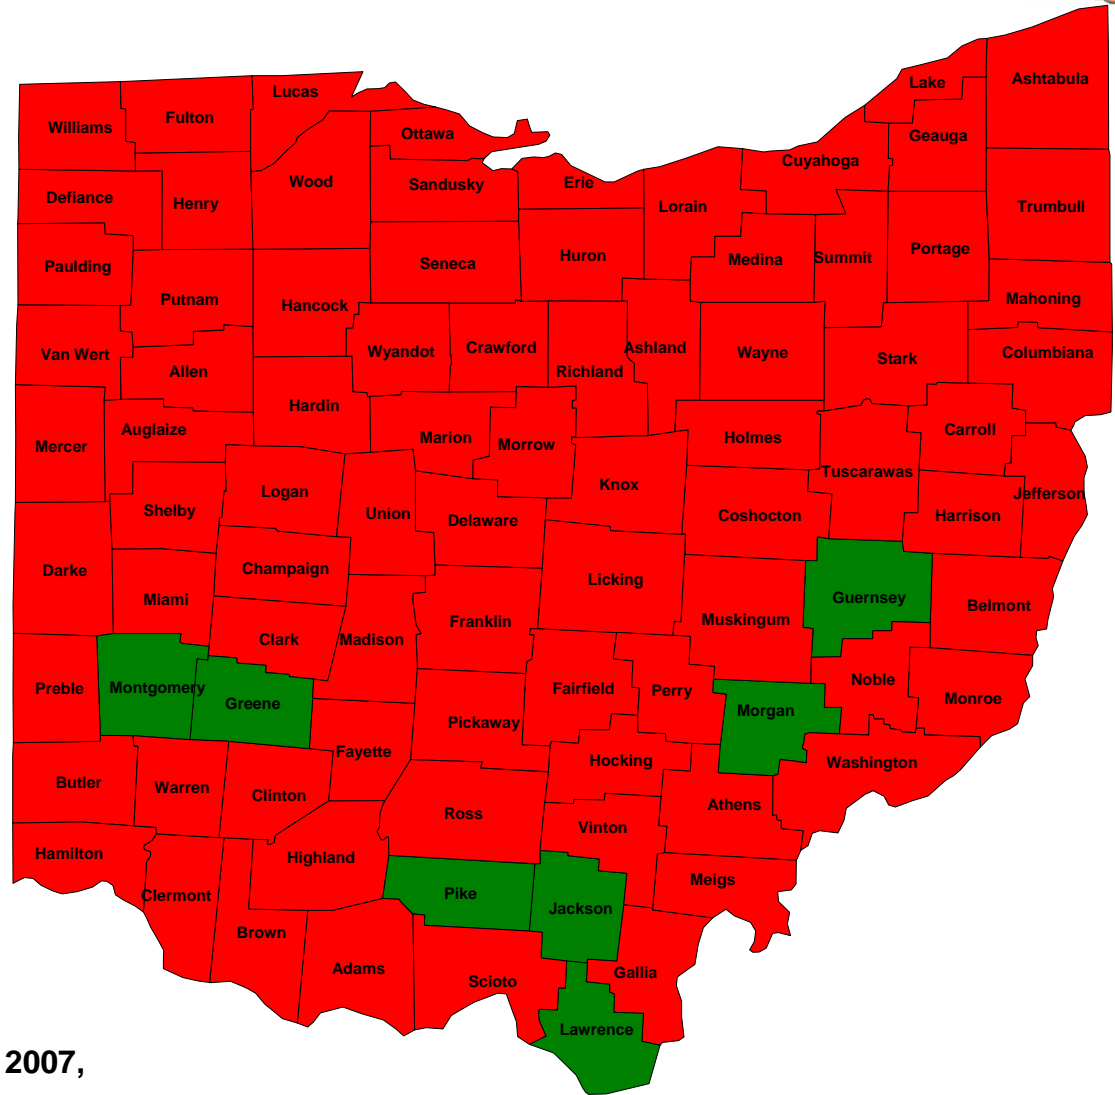 Ashtabula
Lake
Lucas
Fulton
Williams
Ottawa
Geauga
Cuyahoga
Wood
Erie
Sandusky
Defiance
Henry
Lorain
Trumbull
Portage
Huron
Medina
Summit
Seneca
Paulding
Putnam
Hancock
Mahoning
Van Wert
Wyandot
Crawford
Ashland
Wayne
Columbiana
Stark
Allen
Richland
Hardin
Auglaize
Carroll
Marion
Holmes
Morrow
Mercer
Tuscarawas
Knox
Logan
Jefferson
Shelby
Union
Coshocton
Harrison
Delaware
Darke
Champaign
Licking
Miami
Guernsey
Belmont
Muskingum
Franklin
Clark
Madison
Noble
Preble
Montgomery
Fairfield
Perry
Monroe
Greene
Morgan
Pickaway
Fayette
Hocking
Washington
Butler
Warren
Clinton
Athens
Ross
Vinton
Hamilton
Highland
Meigs
Pike
Clermont
Jackson
Brown
Adams
Gallia
Scioto
Lawrence
2007,